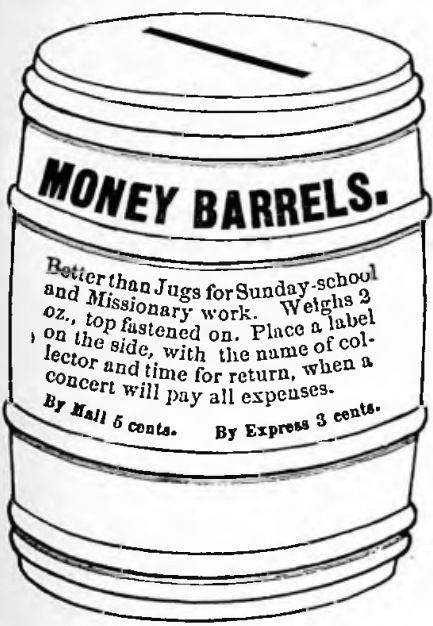 MONEY BARRELS.
Better than Jugs for Sunday-school
and Missionary work. Weighs 2
oz., top fastened on. Place a label
on the side, with the name of col-
lector and time for return, when a
concert will pay all expenses.
By Mail 5 cents. By Express 3 cents.